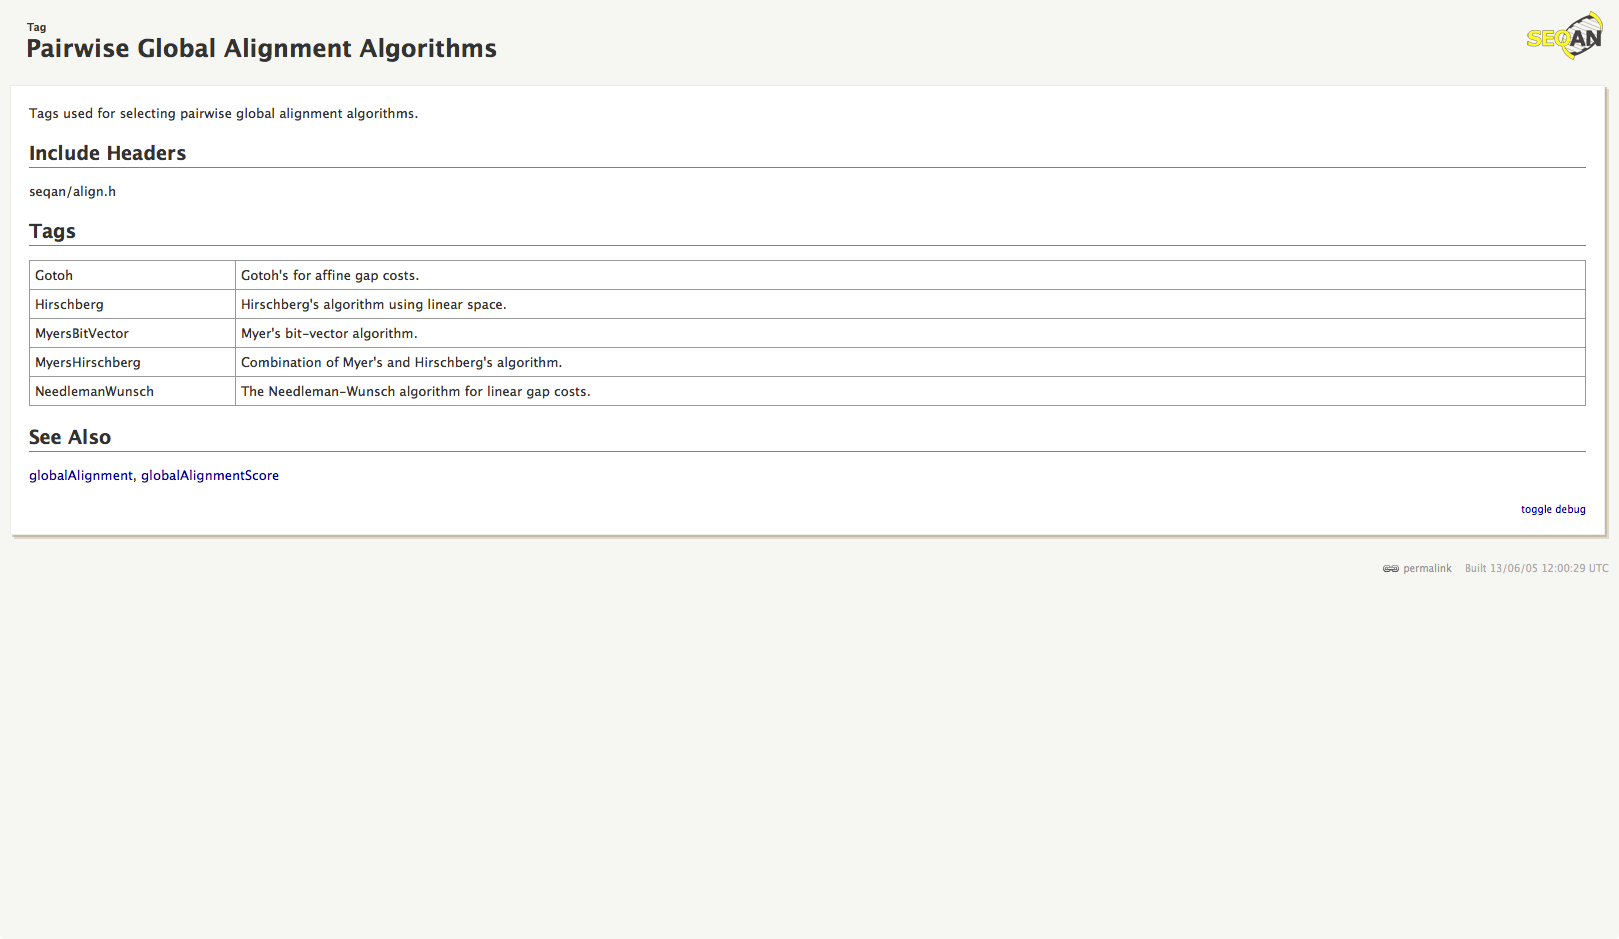 Tag
Pairwise Global Alignment Algorithms
SEQAN
Tags used for selecting pairwise global alignment algorithms.
Include Headers
seqan/align.h
Tags
Gotoh Gotoh's for affine gap costs.
Hirschberg Hirschberg's algorithm using linear space.
MyersBitVector Myer's bit-vector algorithm.
MyersHirschberg Combination of Myer's and Hirschberg's algorithm.
NeedlemanWunsch The Needleman-Wunsch algorithm for linear gap costs.
See Also
globalAlignment, globalAlignmentScore
toggle debug
permalink Built 13/06/05 12:00:29 UTC